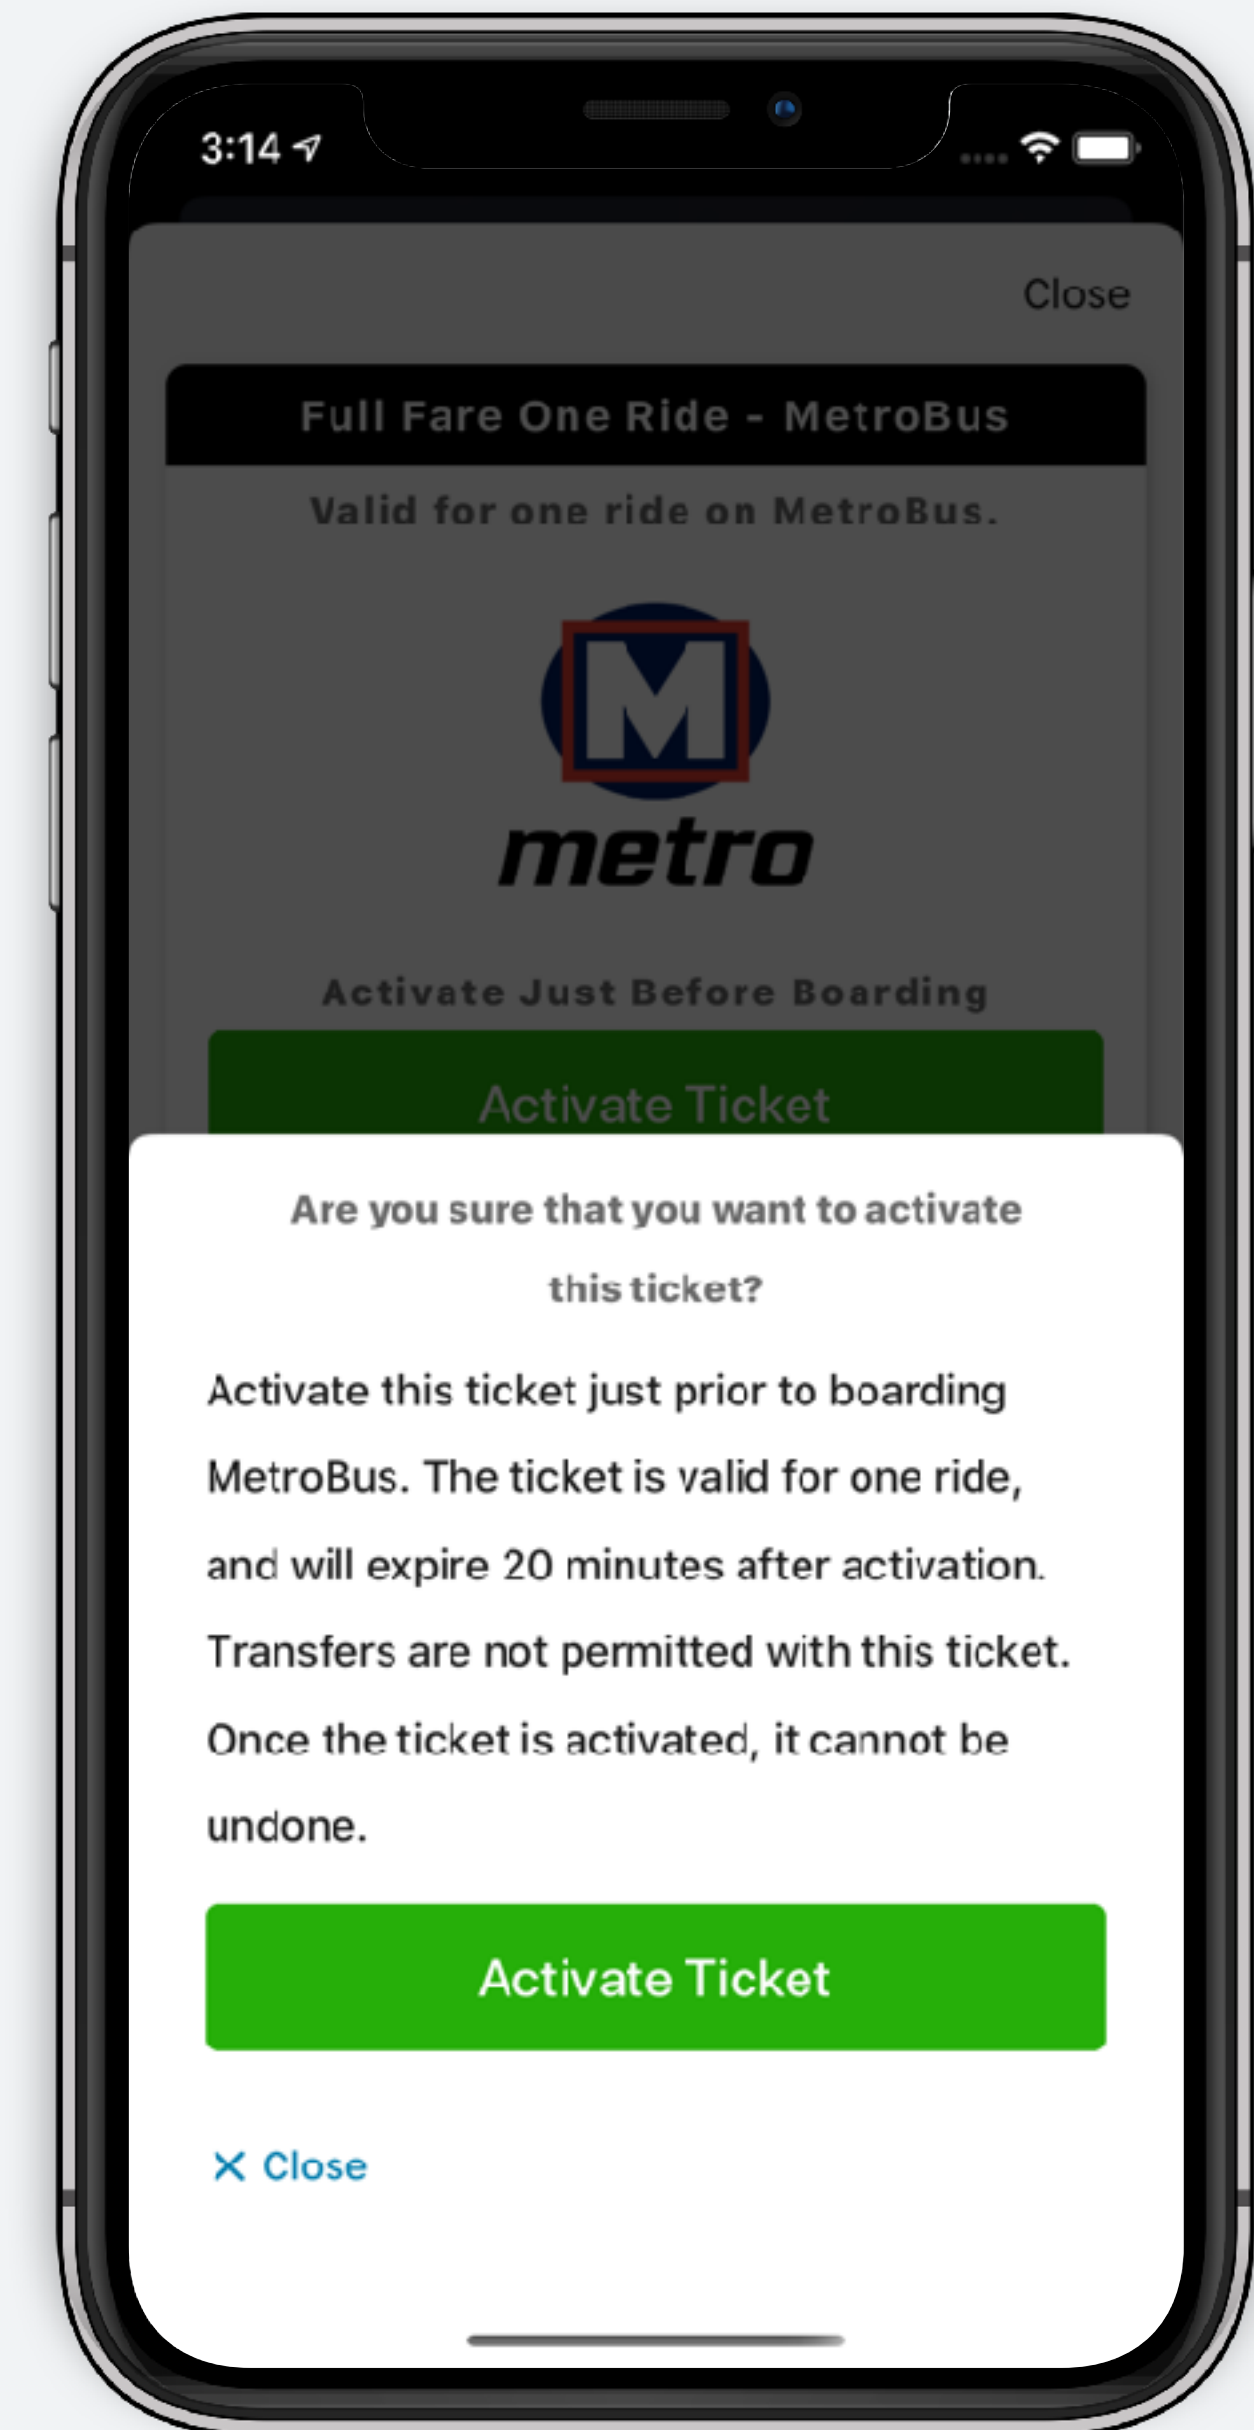 3:14
Close
Full Fare One Ride - MetroBus
Valid for one ride on MetroBus.
M
metro
Activate Just Before Boarding
Activate Ticket
Are you sure that you want to activate
this ticket?
Activate this ticket just prior to boarding
MetroBus. The ticket is valid for one ride,
and will expire 20 minutes after activation.
Transfers are not permitted with this ticket.
Once the ticket is activated, it cannot be
undone.
Activate Ticket
Close